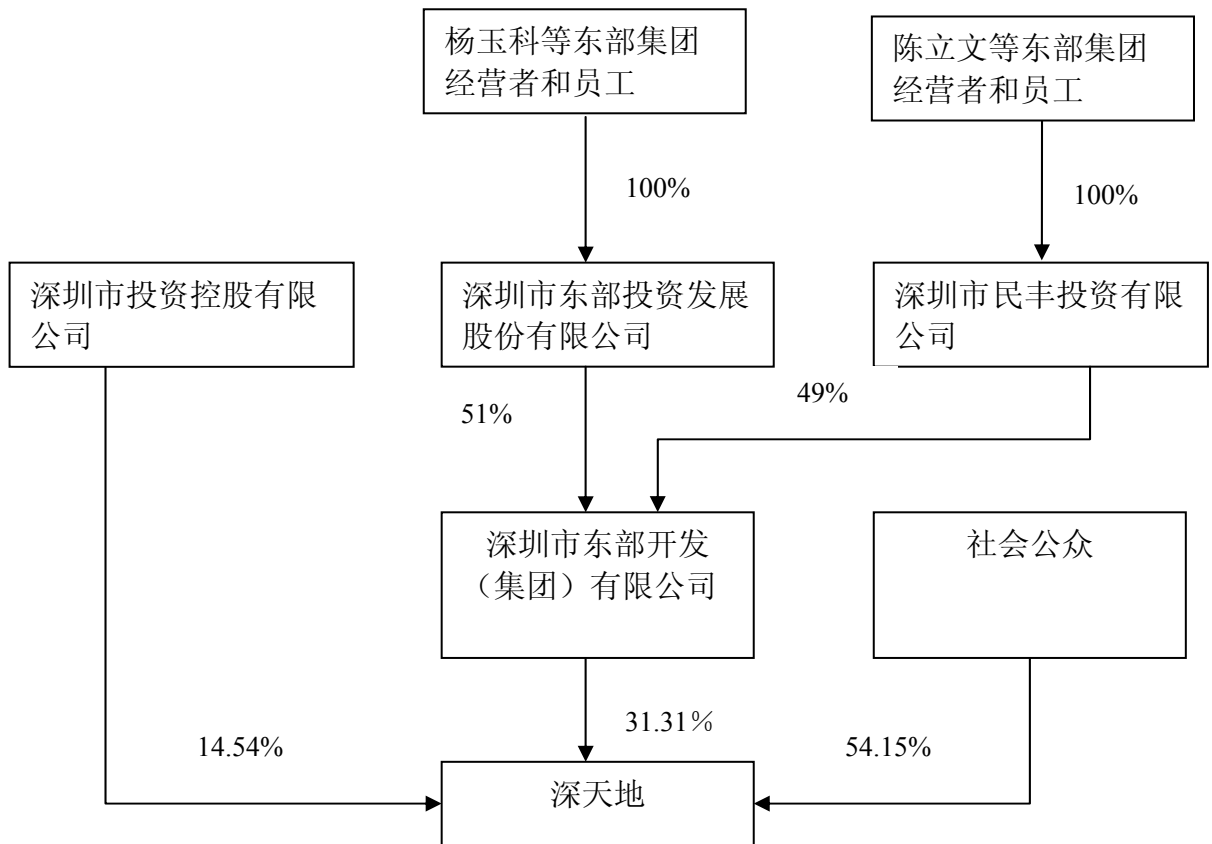 杨玉科等东部集团
经营者和员工
陈立文等东部集团
经营者和员工
100%
100%
深圳市投资控股有限
公司
深圳市东部投资发展
股份有限公司
深圳市民丰投资有限
公司
51%
49%
深圳市东部开发
（集团）有限公司
社会公众
14.54%
31.31％
54.15%
深天地